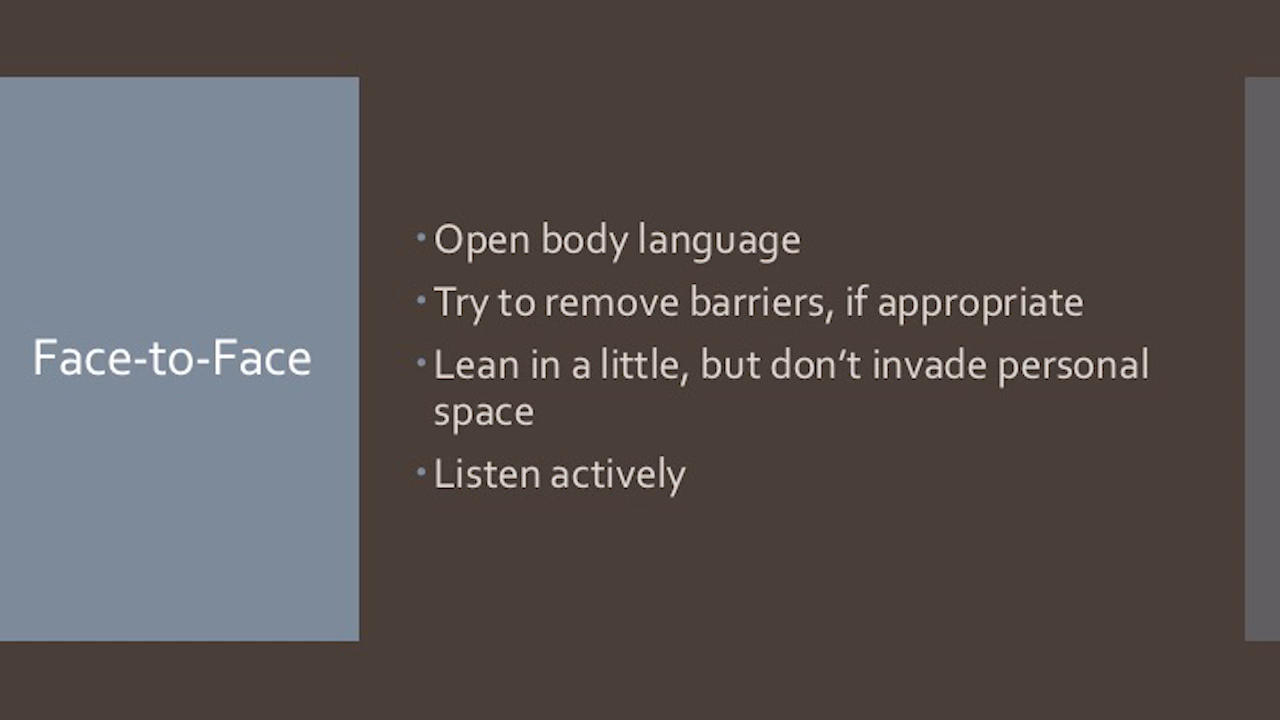 Face-to-Face
• Open body language
• Try to remove barriers, if appropriate
• Lean in a little, but don’t invade personal
space
• Listen actively